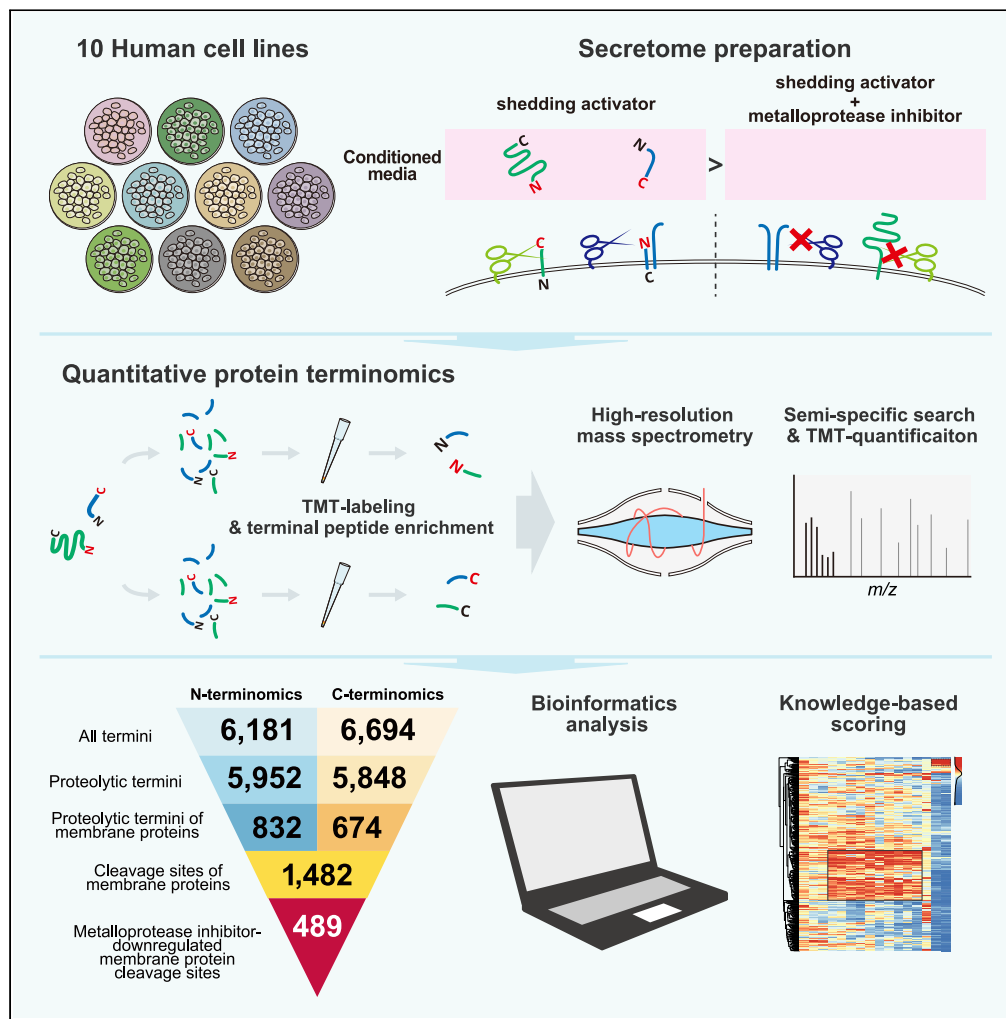 10 Human cell lines
Secretome preparation
shedding activator
shedding activator
+
metalloprotease inhibitor
Conditioned
media
C
N
N
C
>
C
N
N
C
Quantitative protein terminomics
C
N
C
N
C
N
N
C
C
N
N
C
N
N
C
C
TMT-labeling
& terminal peptide enrichment
High-resolution
mass spectrometry
Semi-specific search
& TMT-quantificaiton
m/z
N-terminomics
C-terminomics
All termini
6,181
6,694
Proteolytic termini
5,952
5,848
Proteolytic termini of
membrane proteins
832
674
Cleavage sites of
membrane proteins
1,482
Metalloprotease inhibitor-
downregulated
membrane protein
cleavage sites
489
Bioinformatics
analysis
Knowledge-based
scoring